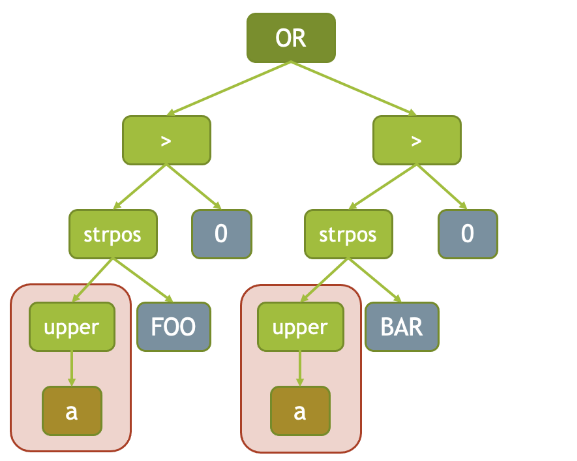 OR
> >
strpos 0 strpos 0
upper FOO upper BAR
a a